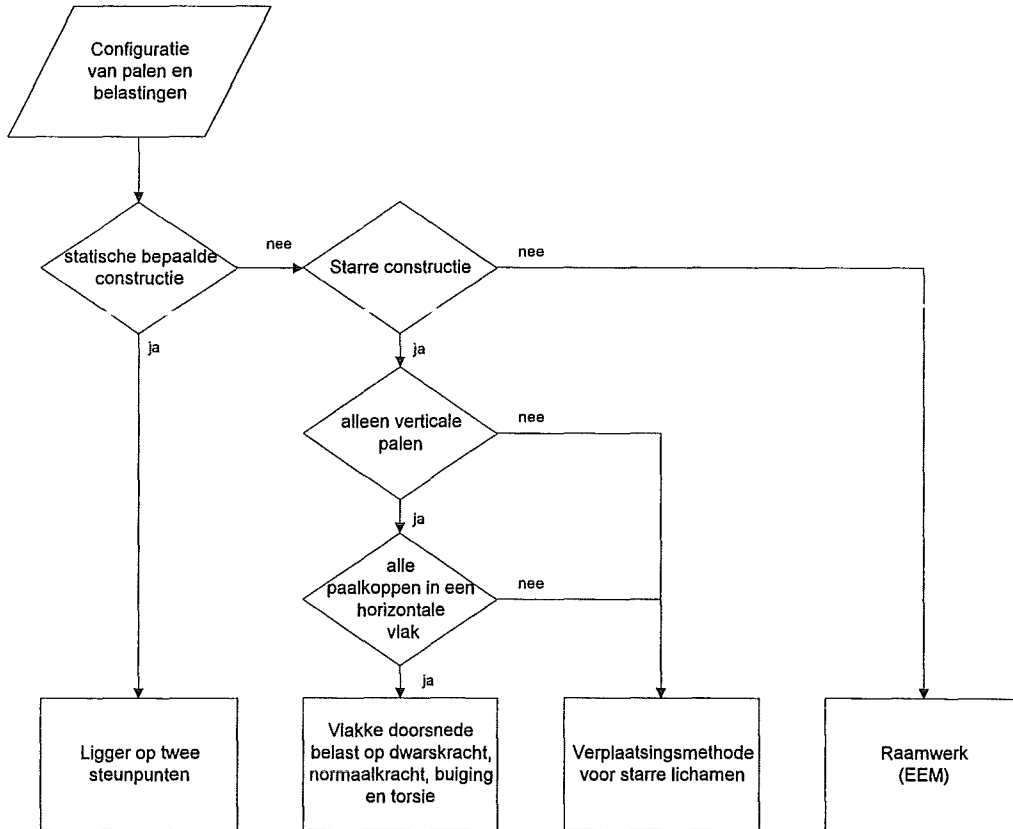 Configuratie
van palen en
belastingen
statische bepaalde
constructie
nee
Starre constructie
nee
ja
ja
alleen verticale
palen
nee
ja
alle
paalkoppen in een
horizontale
vlak
nee
ja
Ligger op twee
steunpunten
Vlakke doorsnede
belast op dwarskracht,
normaalkracht, buiging
en torsie
Verplaatsingsmethode
voor starre lichamen
Raamwerk
(EEM)